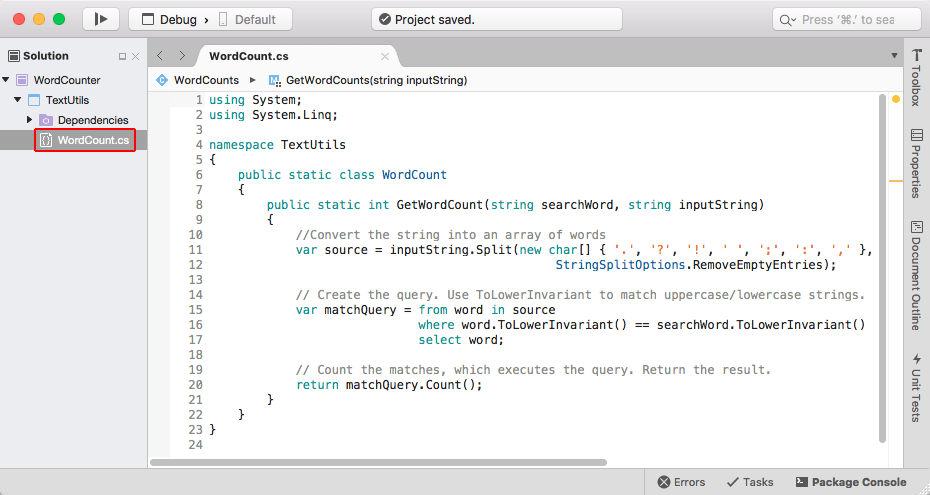 Debug › Default
Project saved.
Press ‘⌘.’ to sea
Solution
WordCounter
TextUtils
Dependencies
WordCount.cs
WordCount.cs
WordCounts ▸ GetWordCounts(string inputString)
1 using System;
2 using System.Linq;
3
4 namespace TextUtils
5 {
6     public static class WordCount
7     {
8         public static int GetWordCount(string searchWord, string inputString)
9         {
10             //Convert the string into an array of words
11             var source = inputString.Split(new char[] { '.', '?', '!', ' ', ';', ':', ',' },
12                                                    StringSplitOptions.RemoveEmptyEntries);
13
14             // Create the query. Use ToLowerInvariant to match uppercase/lowercase strings.
15             var matchQuery = from word in source
16                              where word.ToLowerInvariant() == searchWord.ToLowerInvariant()
17                              select word;
18
19             // Count the matches, which executes the query. Return the result.
20             return matchQuery.Count();
21         }
22     }
23 }
24
Toolbox
Properties
Document Outline
Unit Tests
Errors
Tasks
Package Console